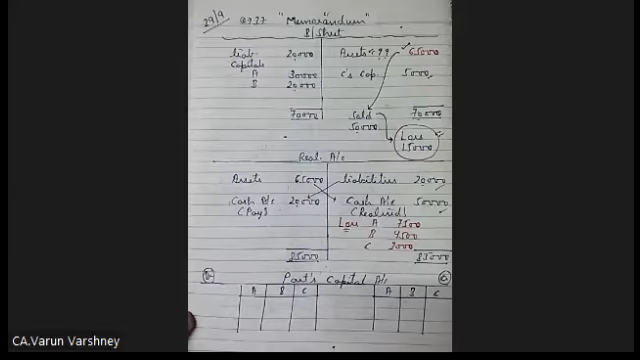 29/9 Q 7.37 "Memorandum"
B/Sheet
Liab. 20000 Assets ?? 65000
Capitals
A 30000 C's Cap. 5000
B 20000
70000 Sold 70000
50000
Loss
15000
Real. A/c
Assets 65000 Liabilities 20000
Cash A/c 20000 Cash A/c 50000
(Pay) (Realised)
Loss A 7500
B 4500
C 3000
85000 85000
Part's Capital A/c
A B C A B C
CA.Varun Varshney